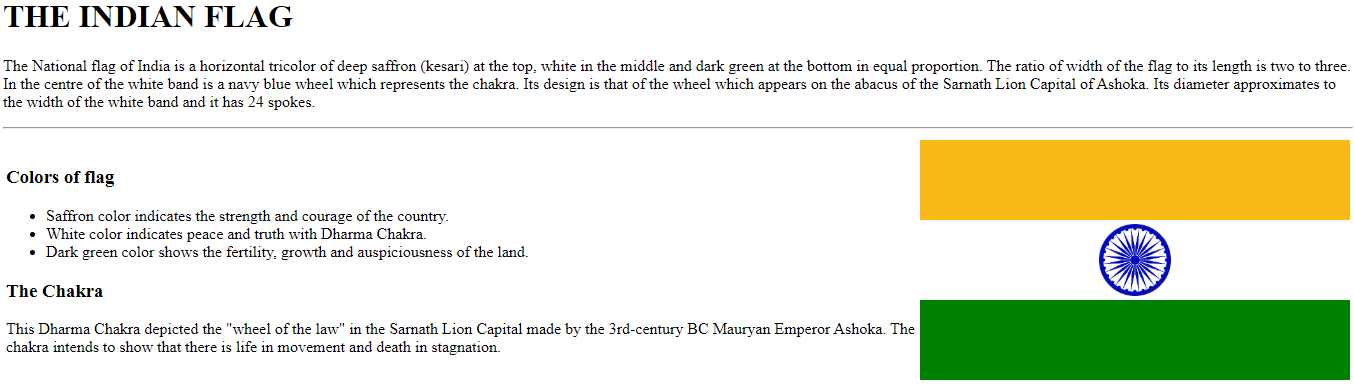 THE INDIAN FLAG
The National flag of India is a horizontal tricolor of deep saffron (kesari) at the top, white in the middle and dark green at the bottom in equal proportion. The ratio of width of the flag to its length is two to three.
In the centre of the white band is a navy blue wheel which represents the chakra. Its design is that of the wheel which appears on the abacus of the Sarnath Lion Capital of Ashoka. Its diameter approximates to
the width of the white band and it has 24 spokes.
Colors of flag
• Saffron color indicates the strength and courage of the country.
• White color indicates peace and truth with Dharma Chakra.
• Dark green color shows the fertility, growth and auspiciousness of the land.
The Chakra
This Dharma Chakra depicted the "wheel of the law" in the Sarnath Lion Capital made by the 3rd-century BC Mauryan Emperor Ashoka. The
chakra intends to show that there is life in movement and death in stagnation.